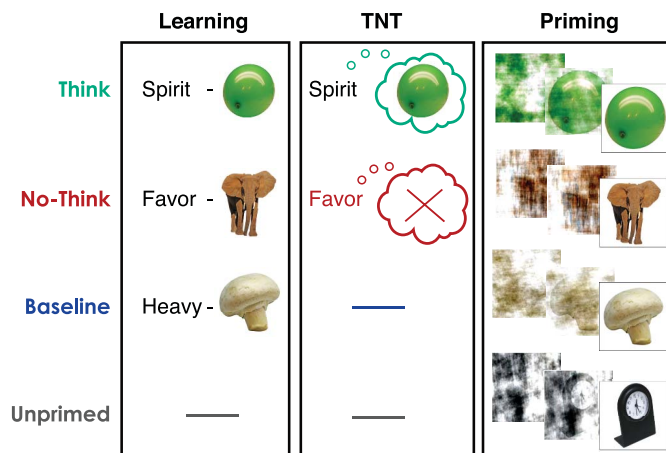 Learning TNT Priming
Think Spirit - Spirit
No-Think Favor - Favor
Baseline Heavy -
Unprimed